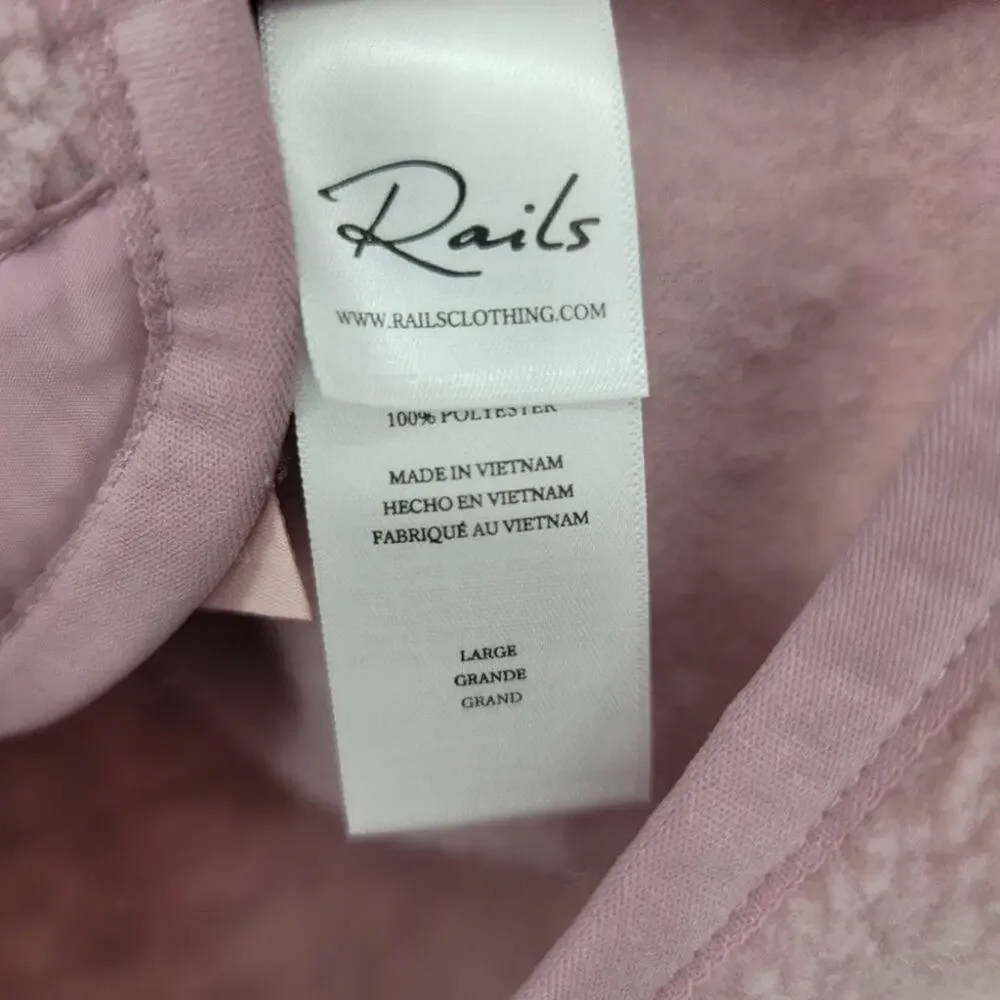 Rails
WWW.RAILSCLOTHING.COM
100% POLYESTER
MADE IN VIETNAM
HECHO EN VIETNAM
FABRIQUÉ AU VIETNAM
LARGE
GRANDE
GRAND